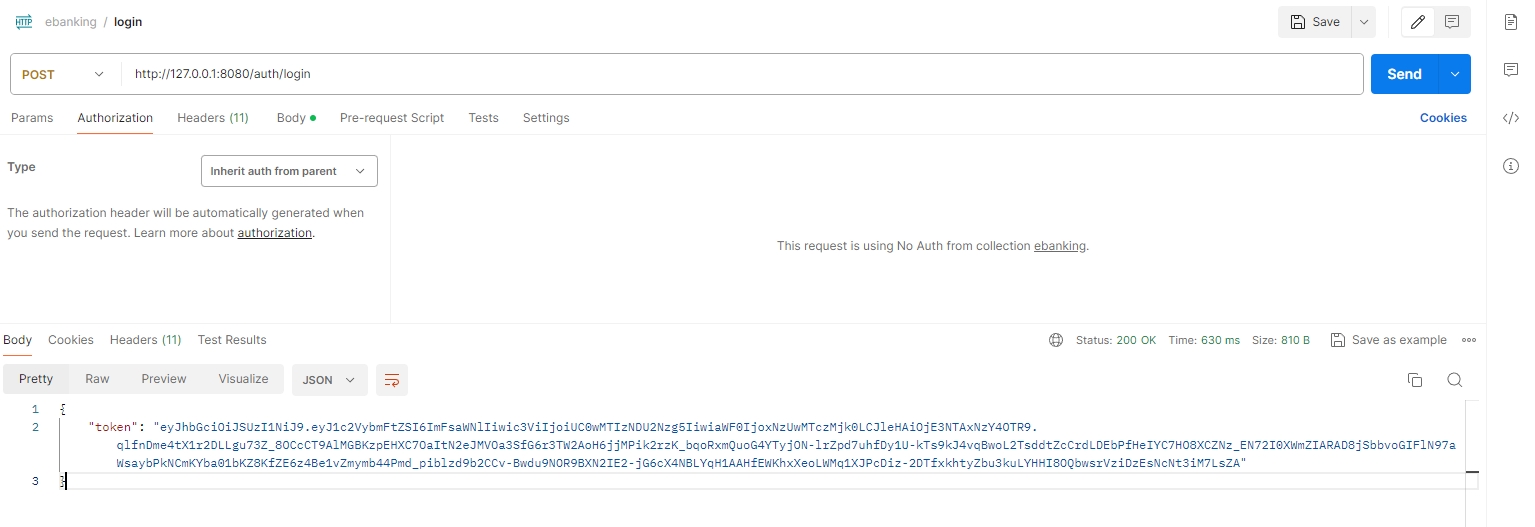 HTTP ebanking / login Save
POST http://127.0.0.1:8080/auth/login Send
Params Authorization Headers (11) Body Pre-request Script Tests Settings Cookies
Type Inherit auth from parent
The authorization header will be automatically generated when
you send the request. Learn more about authorization.
This request is using No Auth from collection ebanking.
Body Cookies Headers (11) Test Results Status: 200 OK Time: 630 ms Size: 810 B Save as example
Pretty Raw Preview Visualize JSON
1 {
2 "token": "eyJhbGciOiJSUzI1NiJ9.eyJ1c2VybmFtZSI6ImFsaWNlIiwic3ViIjoiUC0wMTIzNDU2Nzg5IiwiaWF0IjoxNzUwMTczMjk0LCJleHAiOjE3NTAxNzY4OTR9.
qlfnDme4tX1r2DLLgu73Z_8OCcCT9AlMGBKzpEHXC7OaItN2eJMVOa3SfG6r3TW2AoH6jjMPik2rzK_bqoRxmQuoG4YTyjON-lrZpd7uhfDy1U-kTs9kJ4vqBwoL2TsddtZcCrdLDEbPfHeIYC7HO8XCZNz_EN72I0XWmZIARAD8jSbbvoGIFlN97a
WsaybPkNCmKYba01bKZ8KfZE6z4Be1vZmymb44Pmd_piblzd9b2CCv-Bwdu9NOR9BXN2IE2-jG6cX4NBLYqH1AAHfEWKhxXeoLWMq1XJPcDiz-2DTfxkhtyZbu3kuLYHHI8OQbwsrVziDzEsNcNt3iM7LsZA"
3 }